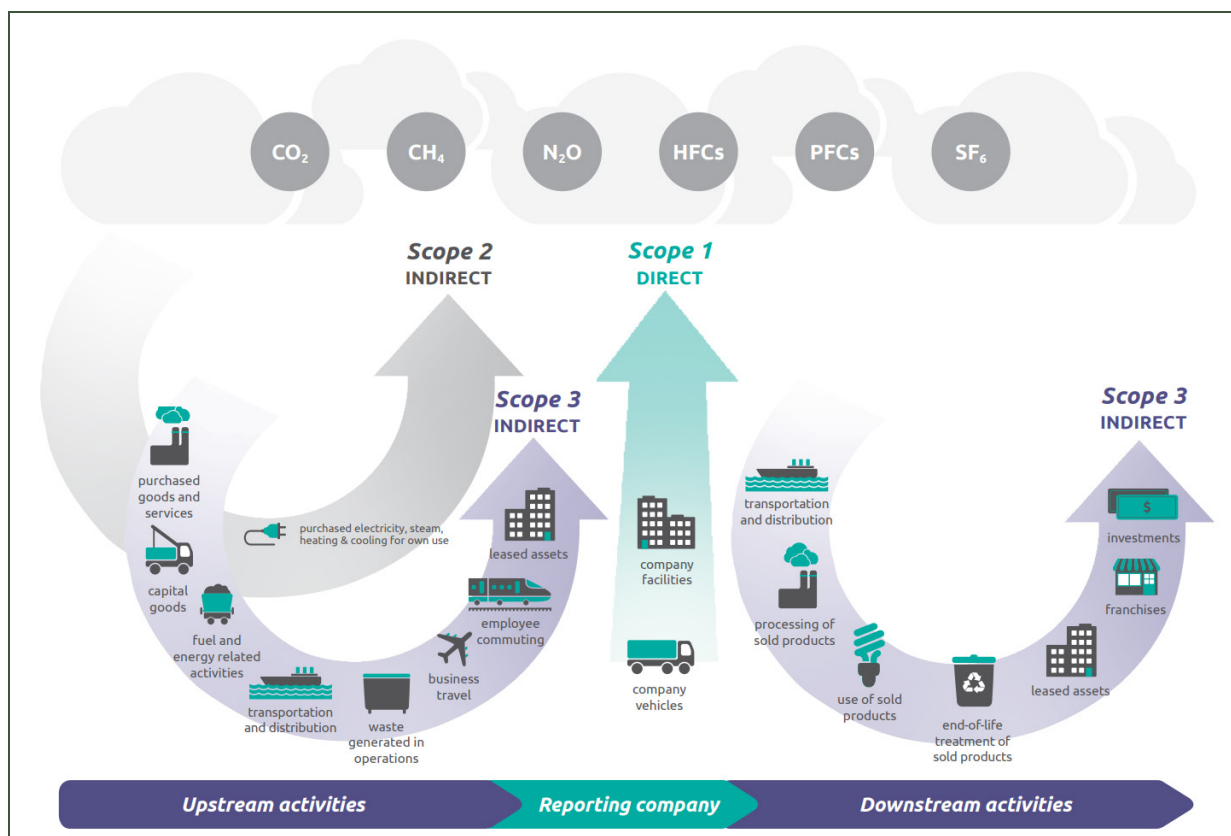 CO₂
CH₄
N₂O
HFCs
PFCs
SF₆
Scope 2
INDIRECT
Scope 1
DIRECT
Scope 3
INDIRECT
Scope 3
INDIRECT
purchased
goods and
services
capital
goods
fuel and
energy related
activities
transportation
and distribution
waste
generated in
operations
business
travel
employee
commuting
leased assets
purchased electricity, steam,
heating & cooling for own use
company
facilities
company
vehicles
transportation
and distribution
processing of
sold products
use of sold
products
end-of-life
treatment of
sold products
leased assets
franchises
$
investments
Upstream activities
Reporting company
Downstream activities